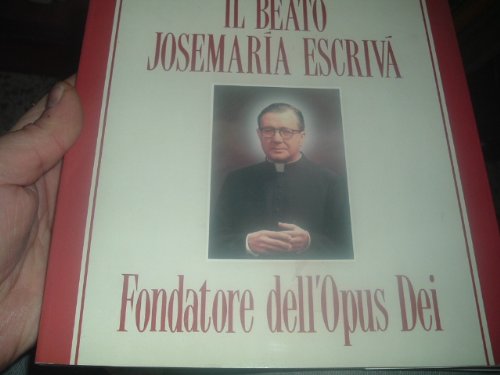 IL BEATO
JOSEMARÍA ESCRIVÁ
Fondatore dell'Opus Dei